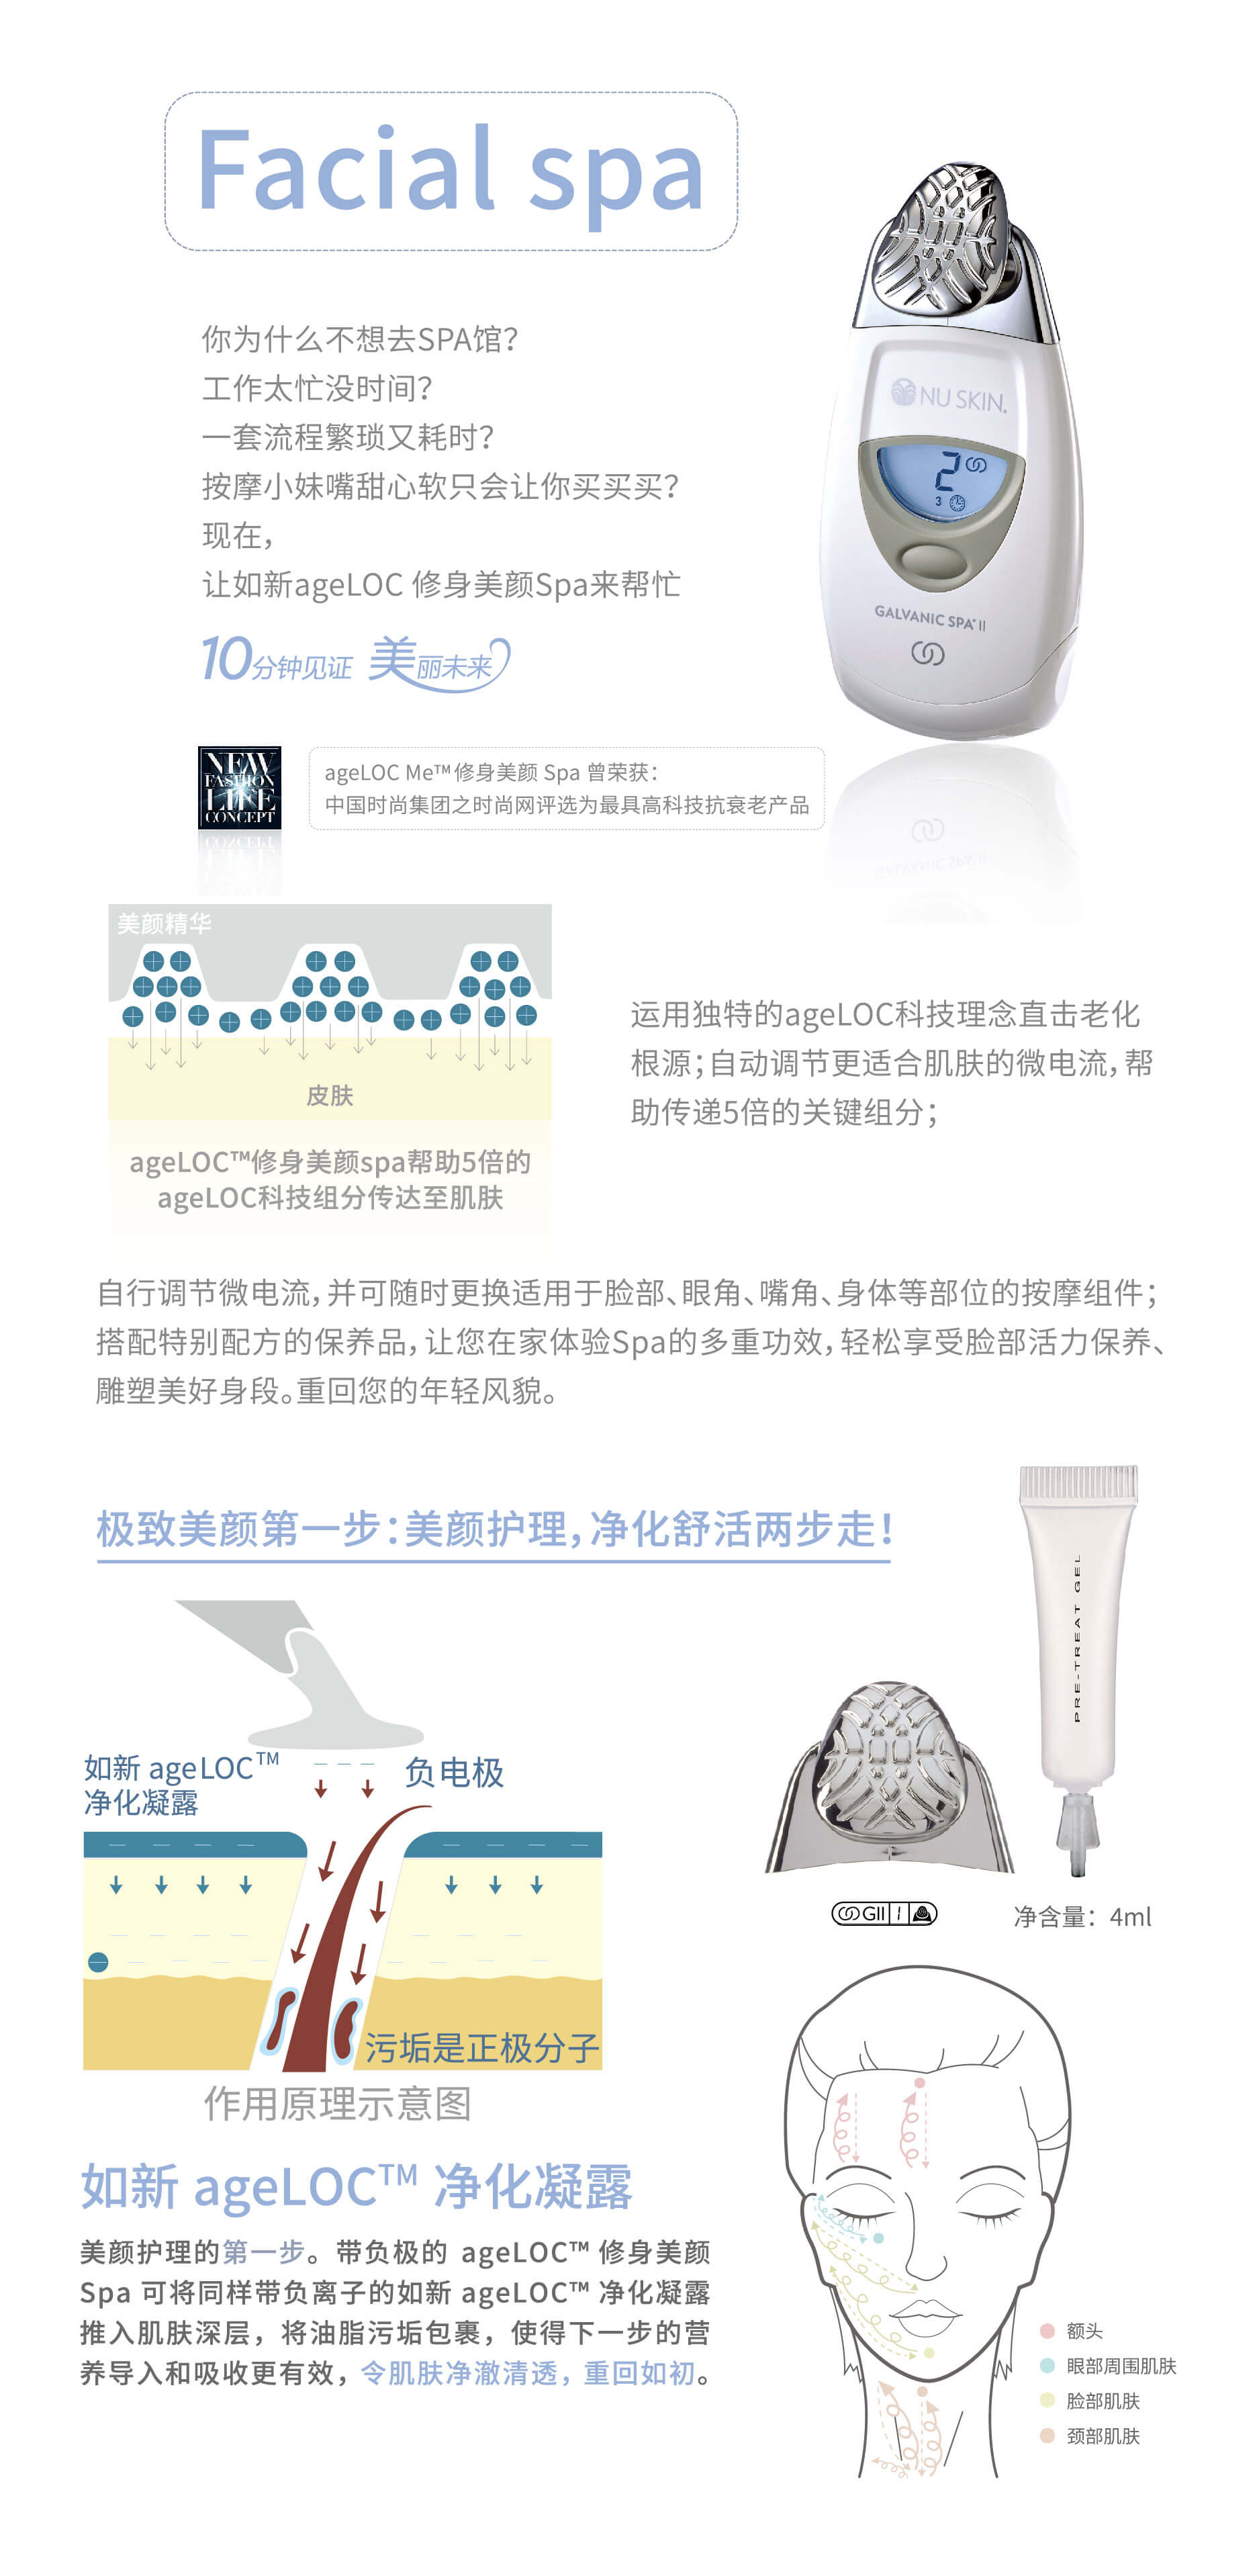 Facial spa
你为什么不想去SPA馆？
工作太忙没时间？
一套流程繁琐又耗时？
按摩小妹嘴甜心软只会让你买买买？
现在，
让如新ageLOC 修身美颜Spa来帮忙
10分钟见证 美丽未来
NU SKIN
2
3
GALVANIC SPA II
NEW
FASHION
LIFE
CONCEPT
ageLOC Me™修身美颜 Spa 曾荣获：
中国时尚集团之时尚网评选为最具高科技抗衰老产品
美颜精华
皮肤
ageLOC™修身美颜spa帮助5倍的
ageLOC科技组分传达至肌肤
运用独特的ageLOC科技理念直击老化
根源；自动调节更适合肌肤的微电流，帮
助传递5倍的关键组分；
自行调节微电流，并可随时更换适用于脸部、眼角、嘴角、身体等部位的按摩组件；
搭配特别配方的保养品，让您在家体验Spa的多重功效，轻松享受脸部活力保养、
雕塑美好身段。重回您的年轻风貌。
极致美颜第一步：美颜护理，净化舒活两步走！
PRE-TREAT GEL
如新 ageLOC™
净化凝露
负电极
污垢是正极分子
作用原理示意图
GII 1
净含量：4ml
如新 ageLOC™ 净化凝露
美颜护理的第一步。带负极的 ageLOC™ 修身美颜
Spa 可将同样带负离子的如新 ageLOC™ 净化凝露
推入肌肤深层，将油脂污垢包裹，使得下一步的营
养导入和吸收更有效，令肌肤净澈清透，重回如初。
额头
眼部周围肌肤
脸部肌肤
颈部肌肤